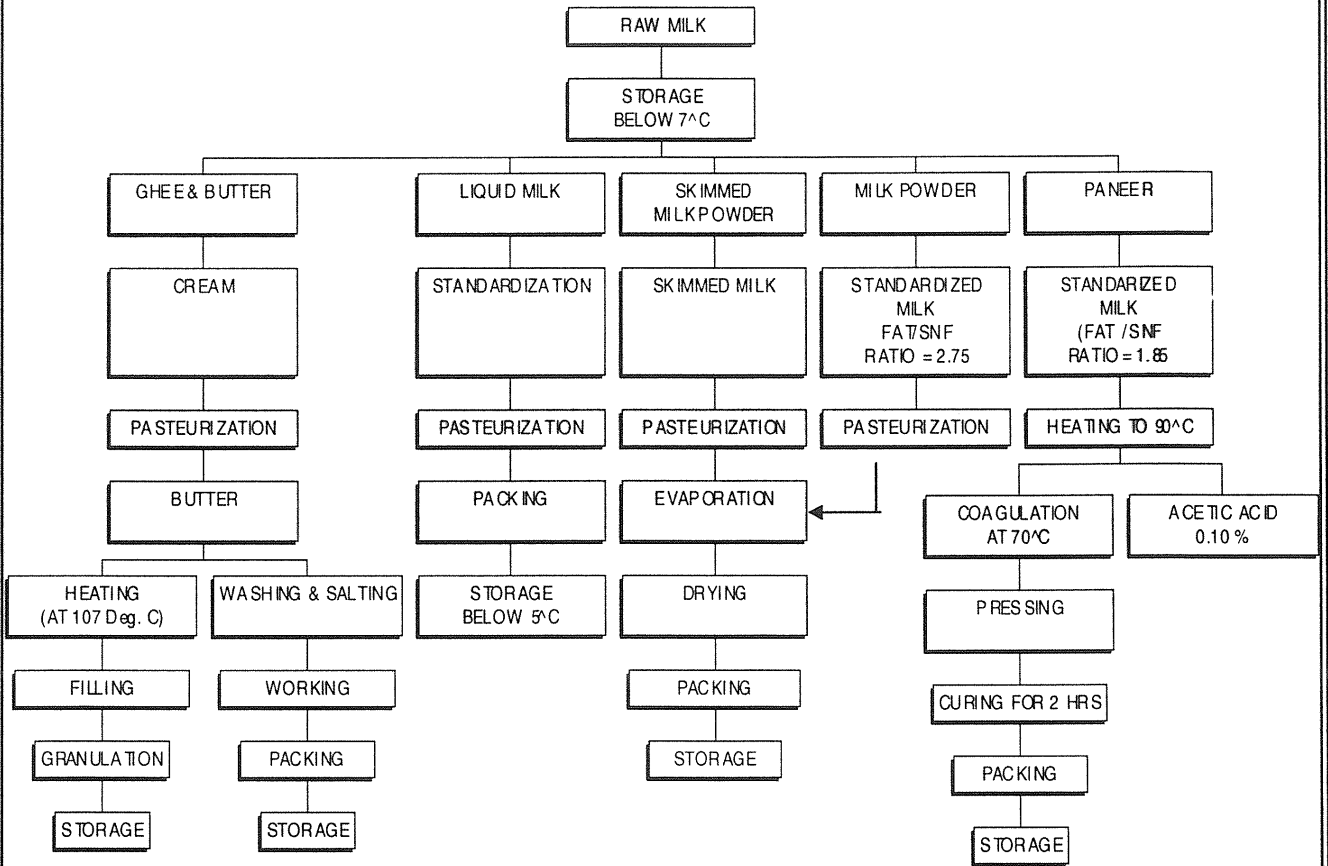 RAW MILK
STORAGE
BELOW 7^C
GHEE & BUTTER
LIQUID MILK
SKIMMED
MILK POWDER
MILK POWDER
PANEER
CREAM
STANDARDIZATION
SKIMMED MILK
STANDARDIZED
MILK
FAT/SNF
RATIO = 2.75
STANDARIZED
MILK
(FAT /SNF
RATIO = 1.85
PASTEURIZATION
PASTEURIZATION
PASTEURIZATION
PASTEURIZATION
HEATING TO 90^C
BUTTER
PACKING
EVAPORATION
COAGULATION
AT 70^C
ACETIC ACID
0.10 %
HEATING
(AT 107 Deg. C)
WASHING & SALTING
STORAGE
BELOW 5^C
DRYING
PRESSING
FILLING
WORKING
PACKING
CURING FOR 2 HRS
GRANULATION
PACKING
STORAGE
PACKING
STORAGE
STORAGE
STORAGE